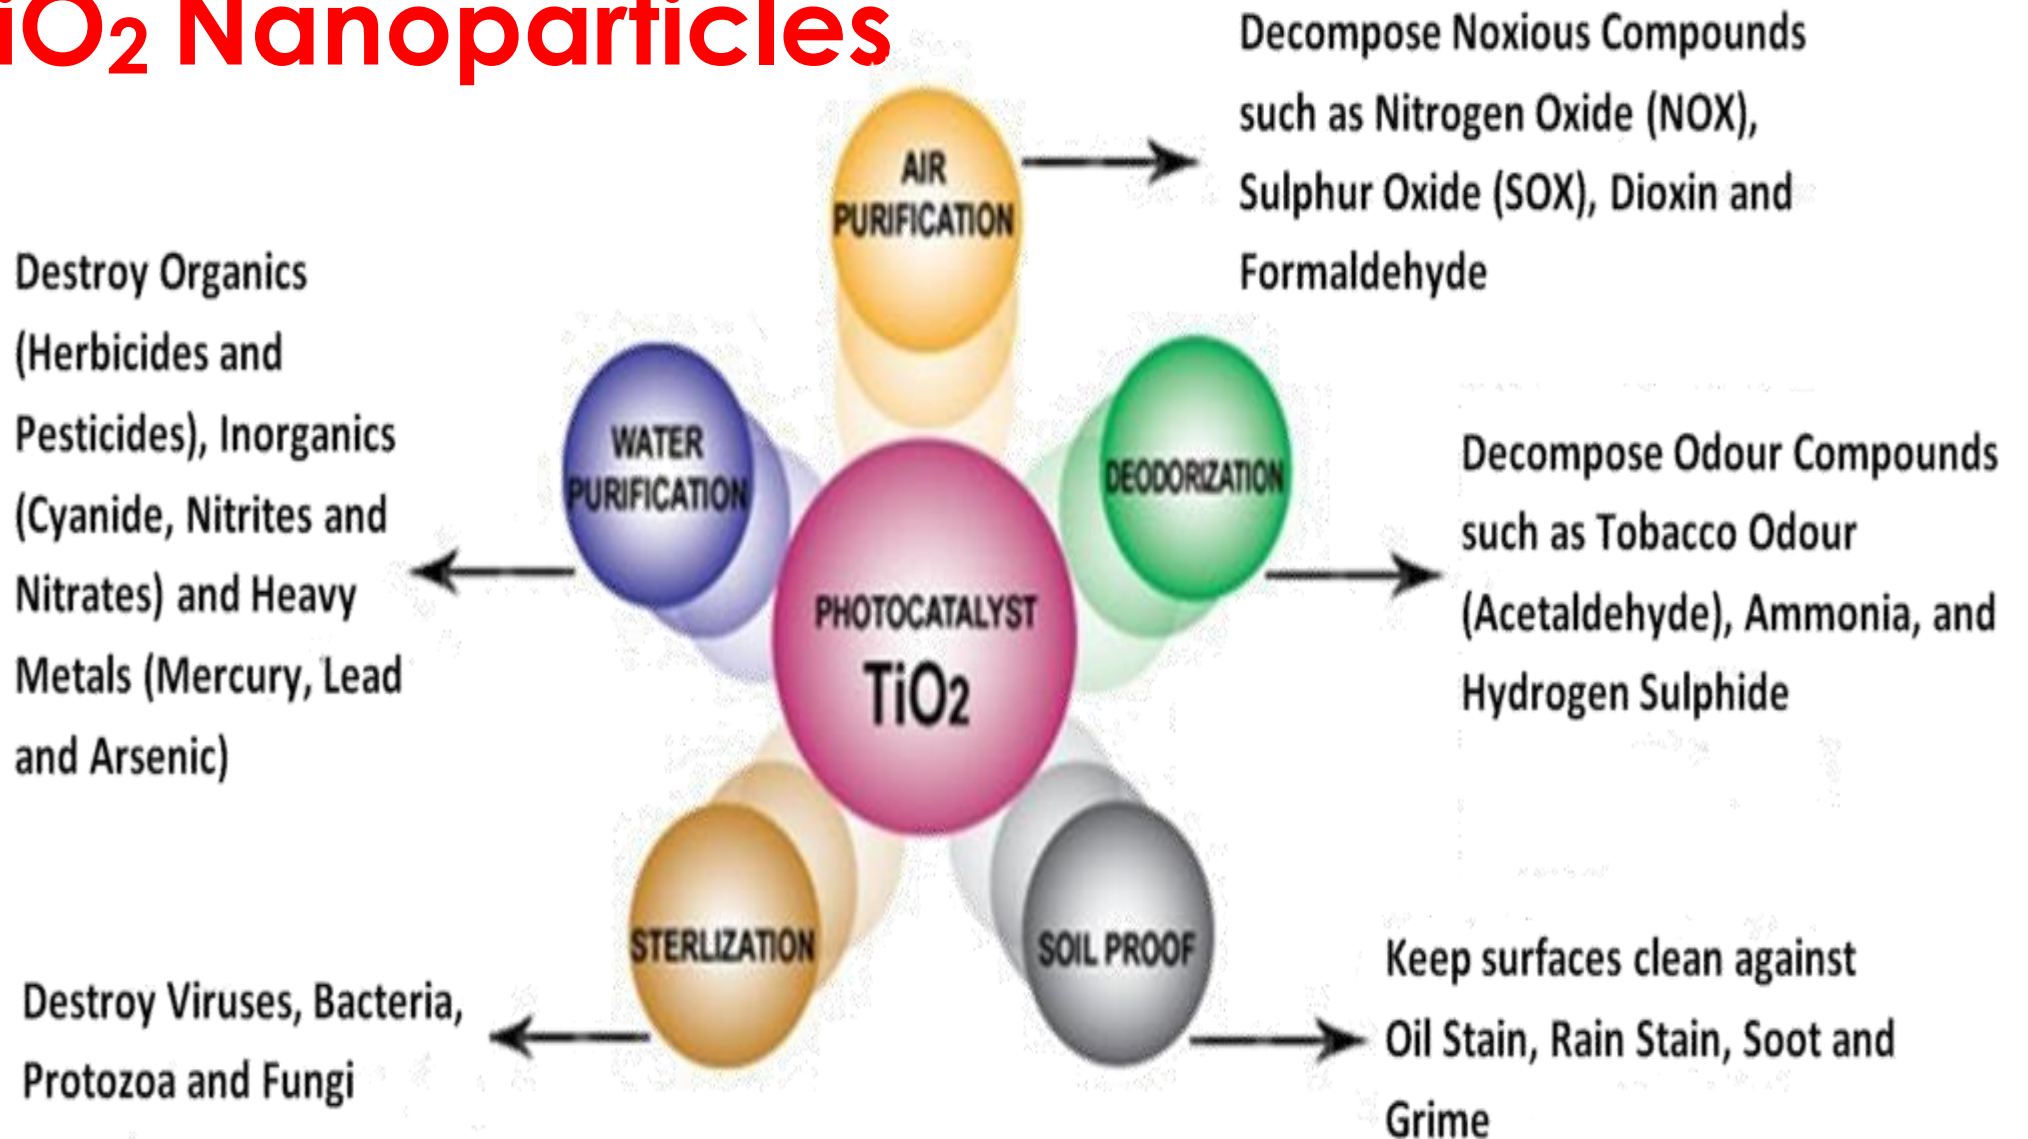 iO2 Nanoparticles
Decompose Noxious Compounds
such as Nitrogen Oxide (NOX),
Sulphur Oxide (SOX), Dioxin and
Formaldehyde
AIR
PURIFICATION
Destroy Organics
(Herbicides and
Pesticides), Inorganics
(Cyanide, Nitrites and
Nitrates) and Heavy
Metals (Mercury, Lead
and Arsenic)
WATER
PURIFICATION
DEODORIZATION
Decompose Odour Compounds
such as Tobacco Odour
(Acetaldehyde), Ammonia, and
Hydrogen Sulphide
PHOTOCATALYST
TiO2
STERLIZATION
Destroy Viruses, Bacteria,
Protozoa and Fungi
SOIL PROOF
Keep surfaces clean against
Oil Stain, Rain Stain, Soot and
Grime